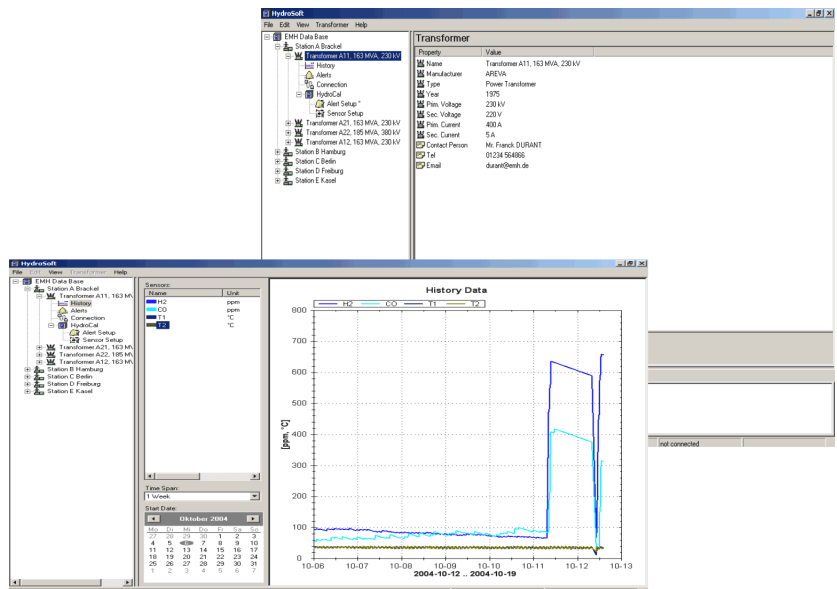 HydroSoft
File Edit View Transformer Help
EMH Data Base
Station A Brackel
Transformer A11, 163 MVA, 230 kV
History
Alerts
Connection
HydroCal
Alert Setup *
Sensor Setup
Transformer A21, 163 MVA, 230 kV
Transformer A22, 185 MVA, 380 kV
Transformer A12, 163 MVA, 230 kV
Station B Hamburg
Station C Berlin
Station D Freiburg
Station E Kasel
Transformer
Property Value
Name Transformer A11, 163 MVA, 230 kV
Manufacturer AREVA
Type Power Transformer
Year 1975
Prim. Voltage 230 kV
Sec. Voltage 220 V
Prim. Current 400 A
Sec. Current 5 A
Contact Person Mr. Franck DURANT
Tel 01234 564866
Email durant@emh.de
not connected
HydroSoft
File Edit View Transformer Help
EMH Data Base
Station A Brackel
Transformer A11, 163 M
History
Alerts
Connection
HydroCal
Alert Setup
Sensor Setup
Transformer A21, 163 M
Transformer A22, 185 M
Transformer A12, 163 M
Station B Hamburg
Station C Berlin
Station D Freiburg
Station E Kasel
Sensors:
Name Unit
H2 ppm
CO ppm
T1 °C
T2 °C
Time Span:
1 Week
Start Date:
Oktober 2004
Mo Di Mi Do Fr Sa So
27 28 29 30 1 2 3
4 5 6 7 8 9 10
11 12 13 14 15 16 17
18 19 20 21 22 23 24
25 26 27 28 29 30 31
1 2 3 4 5 6 7
History Data
H2 CO T1 T2
[ppm, °C]
800
700
600
500
400
300
200
100
0
10-06 10-07 10-08 10-09 10-10 10-11 10-12 10-13
2004-10-12 .. 2004-10-19